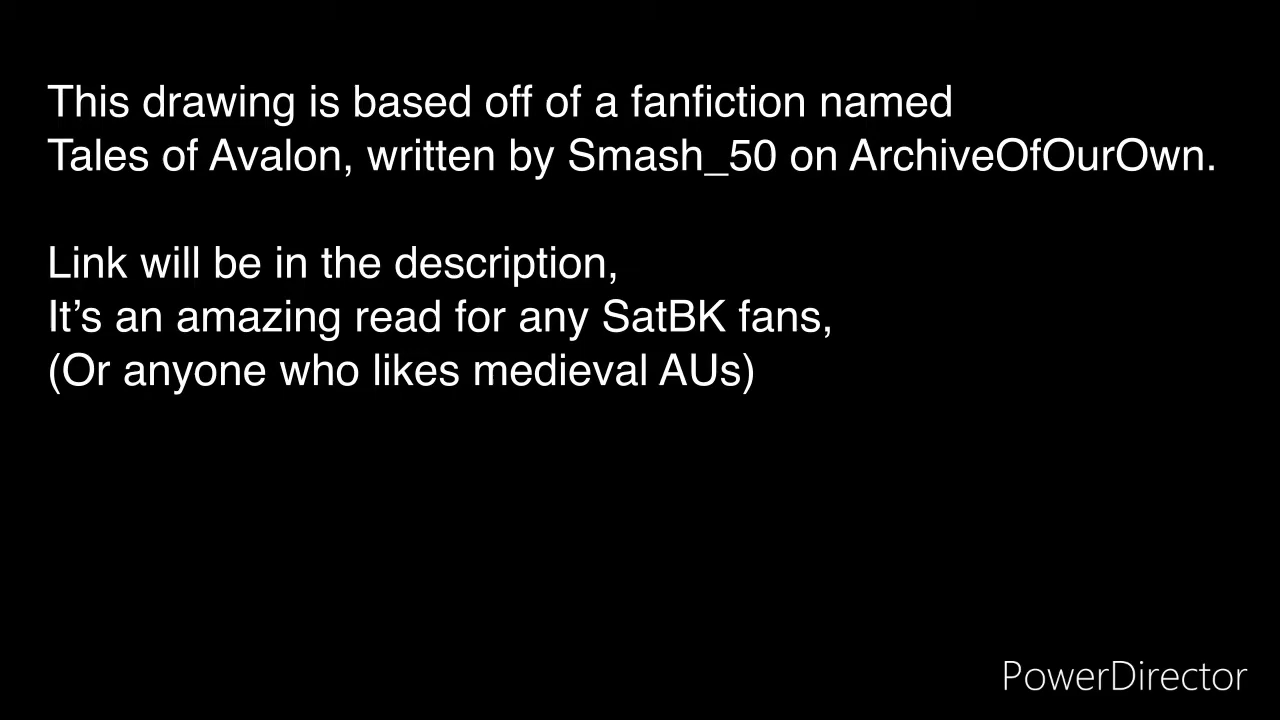 This drawing is based off of a fanfiction named
Tales of Avalon, written by Smash_50 on ArchiveOfOurOwn.
Link will be in the description,
It’s an amazing read for any SatBK fans,
(Or anyone who likes medieval AUs)
PowerDirector